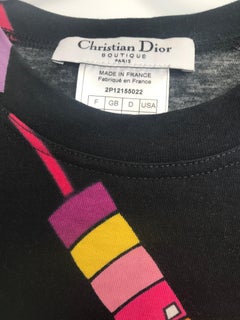 Christian Dior
BOUTIQUE
PARIS
MADE IN FRANCE
Fabriqué en France
2P12155022
F GB D USA